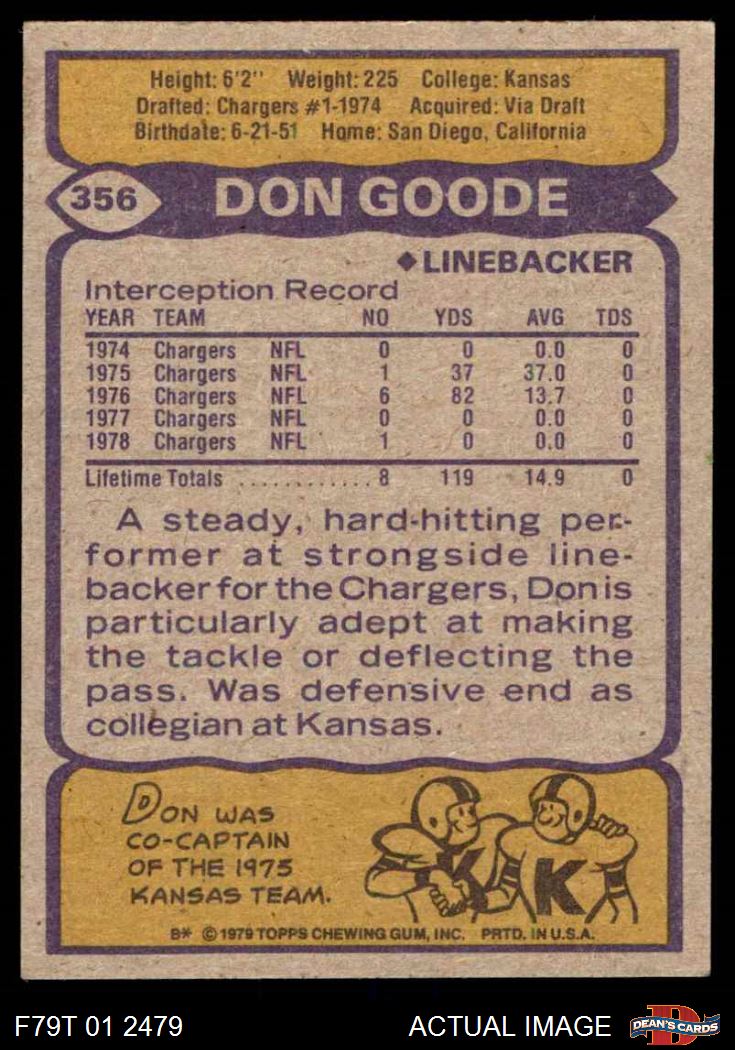 Height: 6'2" Weight: 225 College: Kansas
Drafted: Chargers #1-1974 Acquired: Via Draft
Birthdate: 6-21-51 Home: San Diego, California
356 DON GOODE
◆ LINEBACKER
Interception Record
YEAR TEAM NO YDS AVG TDS
1974 Chargers NFL 0 0 0.0 0
1975 Chargers NFL 1 37 37.0 0
1976 Chargers NFL 6 82 13.7 0
1977 Chargers NFL 0 0 0.0 0
1978 Chargers NFL 1 0 0.0 0
Lifetime Totals ............ 8 119 14.9 0
A steady, hard-hitting per-
former at strongside line-
backer for the Chargers, Don is
particularly adept at making
the tackle or deflecting the
pass. Was defensive end as
collegian at Kansas.
DON WAS
CO-CAPTAIN
OF THE 1973
KANSAS TEAM.
K K
B* © 1979 TOPPS CHEWING GUM, INC. PRTD. IN U.S.A.
F79T 01 2479 ACTUAL IMAGE D DEAN'S CARDS